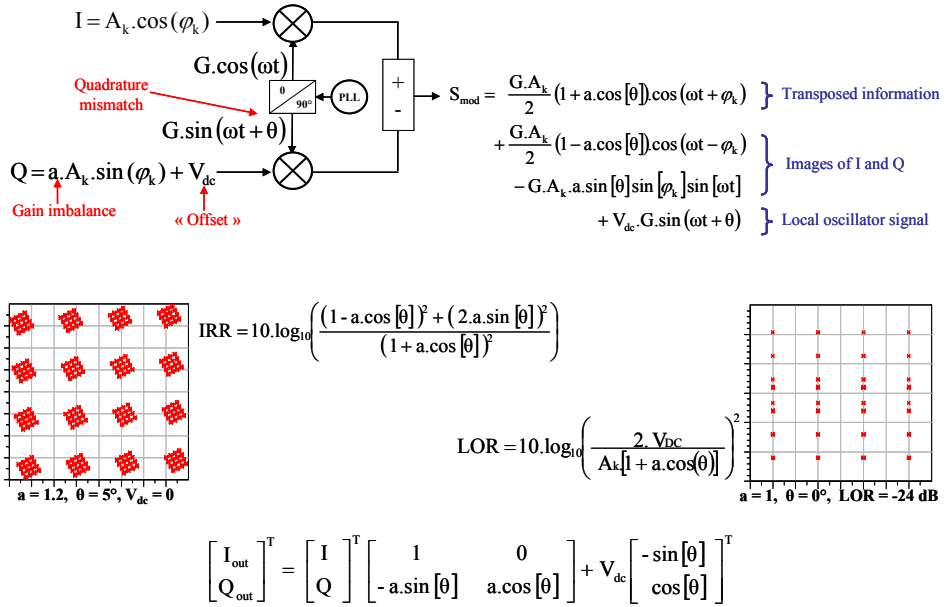 I = A_k.cos(φ_k)
G.cos(ωt)
Quadrature mismatch
0
90°
PLL
G.sin(ωt + θ)
+
-
Q = a.A_k.sin(φ_k) + V_dc
Gain imbalance
« Offset »
S_mod = G.A_k/2 (1 + a.cos[θ]).cos(ωt + φ_k)
Transposed information
+ G.A_k/2 (1 − a.cos[θ]).cos(ωt − φ_k)
Images of I and Q
− G.A_k.a.sin[θ]sin[φ_k]sin[ωt]
+ V_dc.G.sin(ωt + θ)
Local oscillator signal
IRR = 10.log_10( ((1 - a.cos[θ])^2 + (2.a.sin[θ])^2) / (1 + a.cos[θ])^2 )
LOR = 10.log_10( 2.V_DC / A_k[1 + a.cos(θ)] )^2
a = 1.2, θ = 5°, V_dc = 0
a = 1, θ = 0°, LOR = -24 dB
[I_out Q_out]^T = [I Q]^T [1 0 -a.sin[θ] a.cos[θ]] + V_dc [-sin[θ] cos[θ]]^T